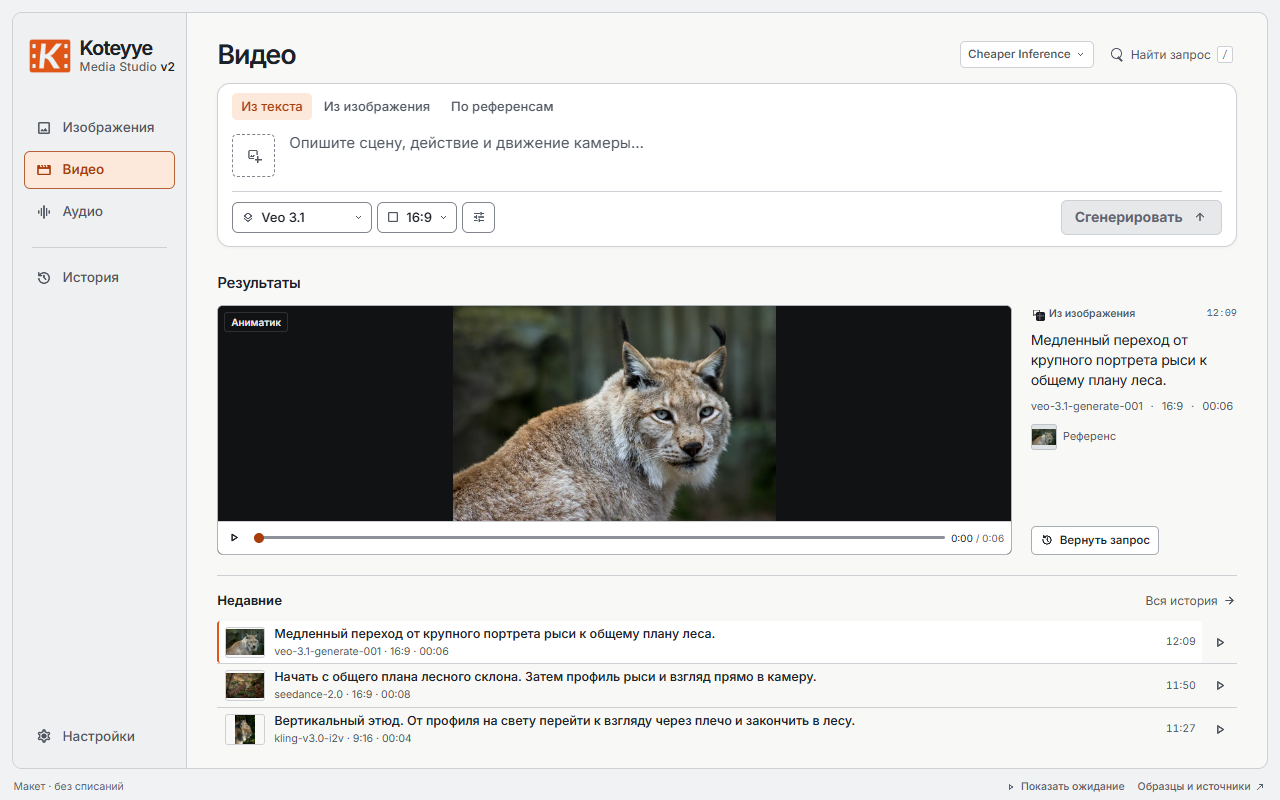 Koteyye
Media Studio v2
Изображения
Видео
Аудио
История
Настройки
Видео
Cheaper Inference
Найти запрос /
Из текста Из изображения По референсам
Опишите сцену, действие и движение камеры...
Veo 3.1 16:9 Сгенерировать
Результаты
Аниматик
0:00 / 0:06
Из изображения 12:09
Медленный переход от
крупного портрета рыси к
общему плану леса.
veo-3.1-generate-001 · 16:9 · 00:06
Референс
Вернуть запрос
Недавние Вся история
Медленный переход от крупного портрета рыси к общему плану леса.
veo-3.1-generate-001 · 16:9 · 00:06
12:09
Начать с общего плана лесного склона. Затем профиль рыси и взгляд прямо в камеру.
seedance-2.0 · 16:9 · 00:08
11:50
Вертикальный этюд. От профиля на свету перейти к взгляду через плечо и закончить в лесу.
kling-v3.0-i2v · 9:16 · 00:04
11:27
Макет · без списаний
Показать ожидание Образцы и источники